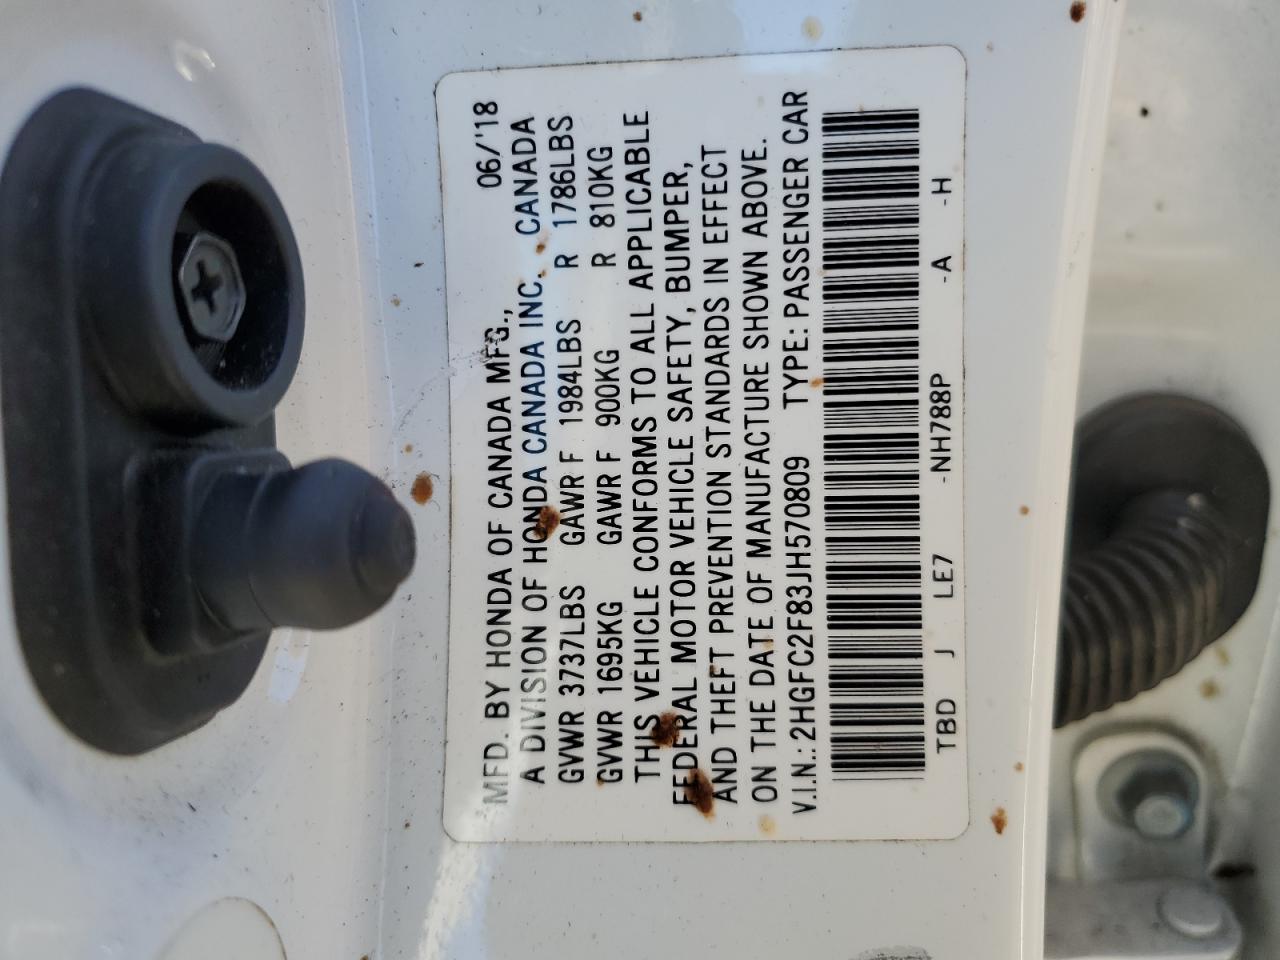 MFD. BY HONDA OF CANADA MFG., 06/'18
A DIVISION OF HONDA CANADA INC. CANADA
GVWR 3737LBS GAWR F 1984LBS R 1786LBS
GVWR 1695KG GAWR F 900KG R 810KG
THIS VEHICLE CONFORMS TO ALL APPLICABLE
FEDERAL MOTOR VEHICLE SAFETY, BUMPER,
AND THEFT PREVENTION STANDARDS IN EFFECT
ON THE DATE OF MANUFACTURE SHOWN ABOVE.
V.I.N.: 2HGFC2F83JH570809 TYPE: PASSENGER CAR
TBD J LE7 -NH788P -A -H